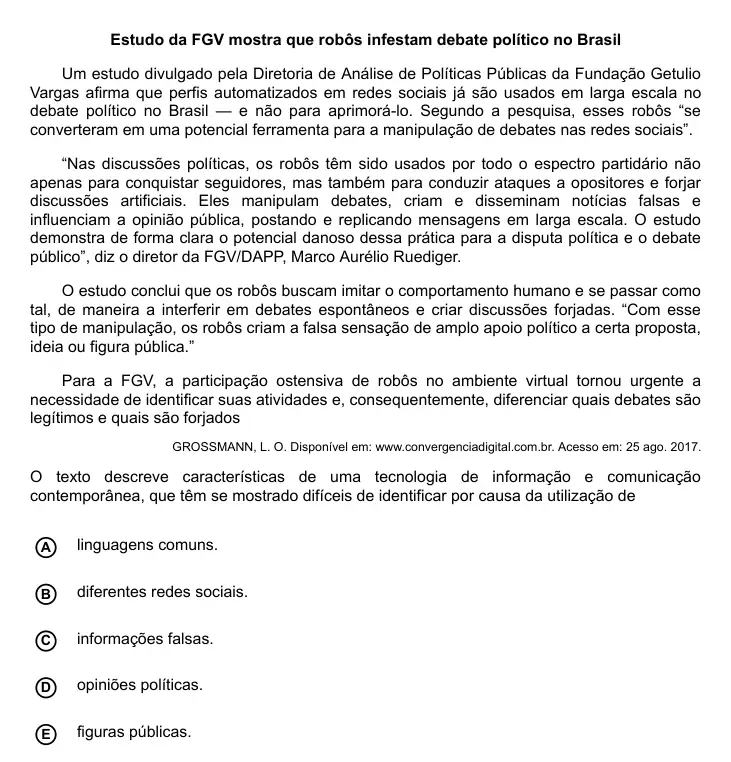 Estudo da FGV mostra que robôs infestam debate político no Brasil
Um estudo divulgado pela Diretoria de Análise de Políticas Públicas da Fundação Getulio
Vargas afirma que perfis automatizados em redes sociais já são usados em larga escala no
debate político no Brasil — e não para aprimorá-lo. Segundo a pesquisa, esses robôs “se
converteram em uma potencial ferramenta para a manipulação de debates nas redes sociais”.
“Nas discussões políticas, os robôs têm sido usados por todo o espectro partidário não
apenas para conquistar seguidores, mas também para conduzir ataques a opositores e forjar
discussões artificiais. Eles manipulam debates, criam e disseminam notícias falsas e
influenciam a opinião pública, postando e replicando mensagens em larga escala. O estudo
demonstra de forma clara o potencial danoso dessa prática para a disputa política e o debate
público”, diz o diretor da FGV/DAPP, Marco Aurélio Ruediger.
O estudo conclui que os robôs buscam imitar o comportamento humano e se passar como
tal, de maneira a interferir em debates espontâneos e criar discussões forjadas. “Com esse
tipo de manipulação, os robôs criam a falsa sensação de amplo apoio político a certa proposta,
ideia ou figura pública.”
Para a FGV, a participação ostensiva de robôs no ambiente virtual tornou urgente a
necessidade de identificar suas atividades e, consequentemente, diferenciar quais debates são
legítimos e quais são forjados
GROSSMANN, L. O. Disponível em: www.convergenciadigital.com.br. Acesso em: 25 ago. 2017.
O texto descreve características de uma tecnologia de informação e comunicação
contemporânea, que têm se mostrado difíceis de identificar por causa da utilização de
A linguagens comuns.
B diferentes redes sociais.
C informações falsas.
D opiniões políticas.
E figuras públicas.